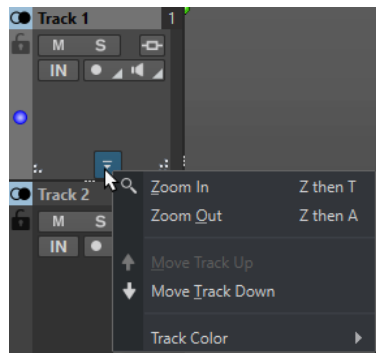 Track 1 1
M S
IN
Track 2
M S
IN
Zoom In Z then T
Zoom Out Z then A
Move Track Up
Move Track Down
Track Color